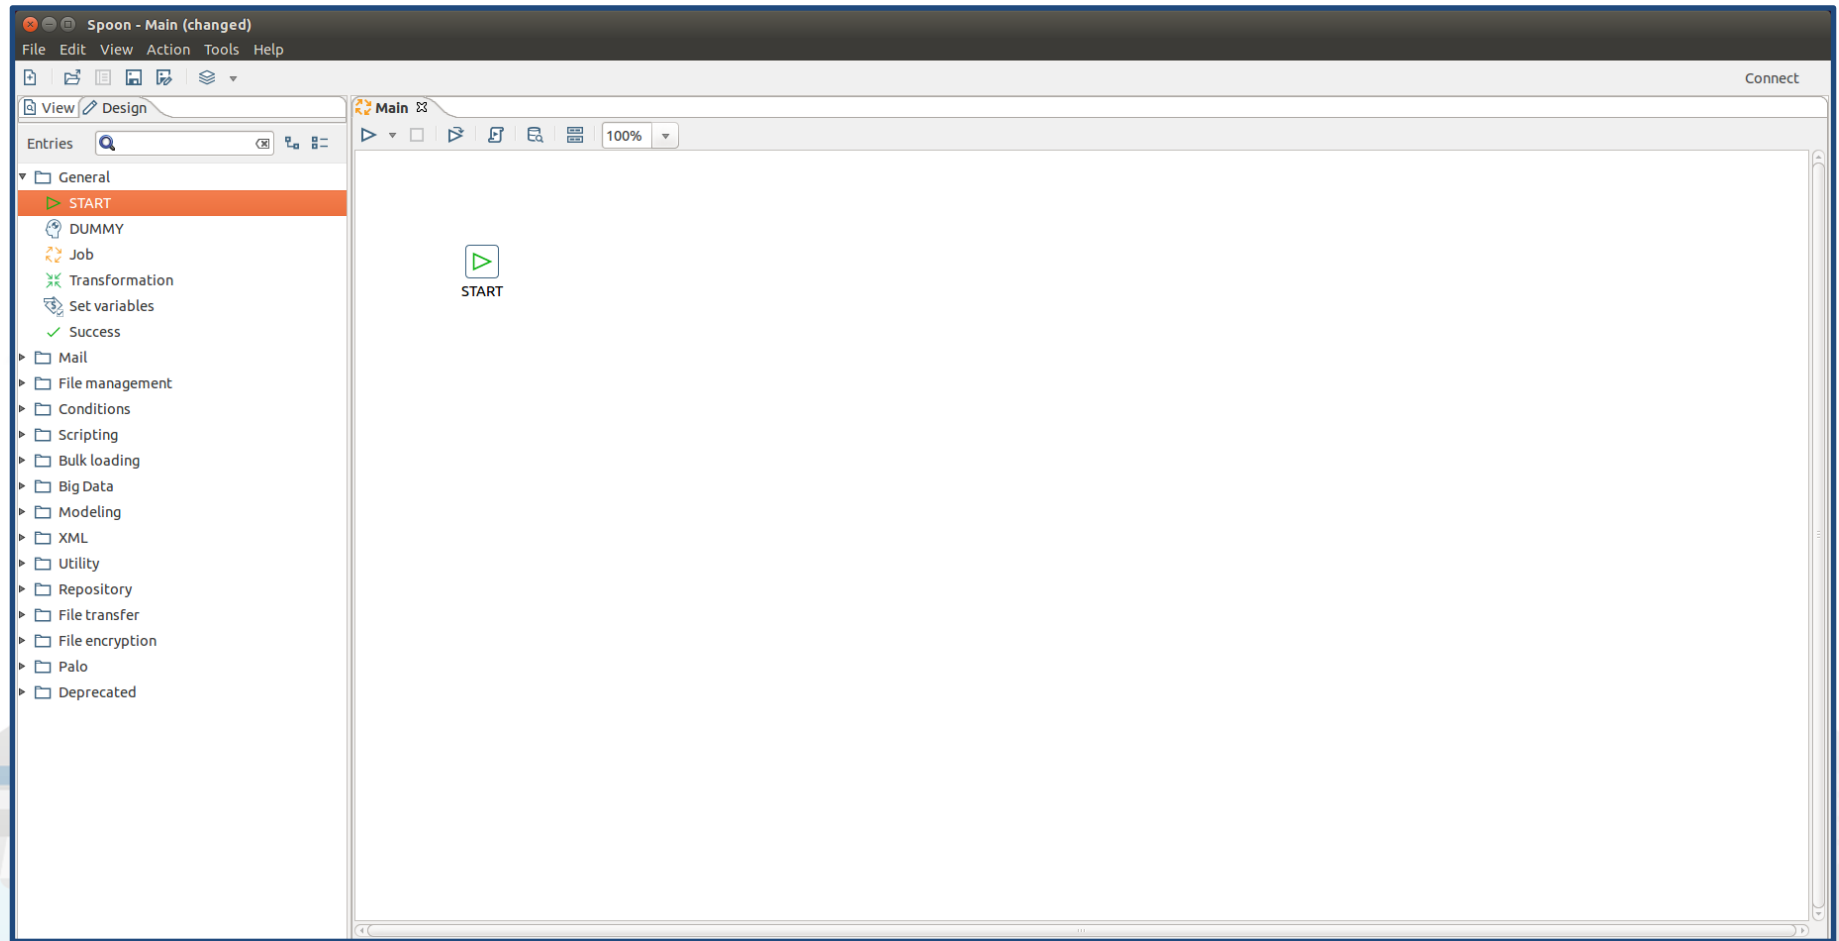 Spoon - Main (changed)
File Edit View Action Tools Help
Connect
View Design
Main
Entries
100%
General
START
DUMMY
Job
Transformation
Set variables
Success
Mail
File management
Conditions
Scripting
Bulk loading
Big Data
Modeling
XML
Utility
Repository
File transfer
File encryption
Palo
Deprecated
START